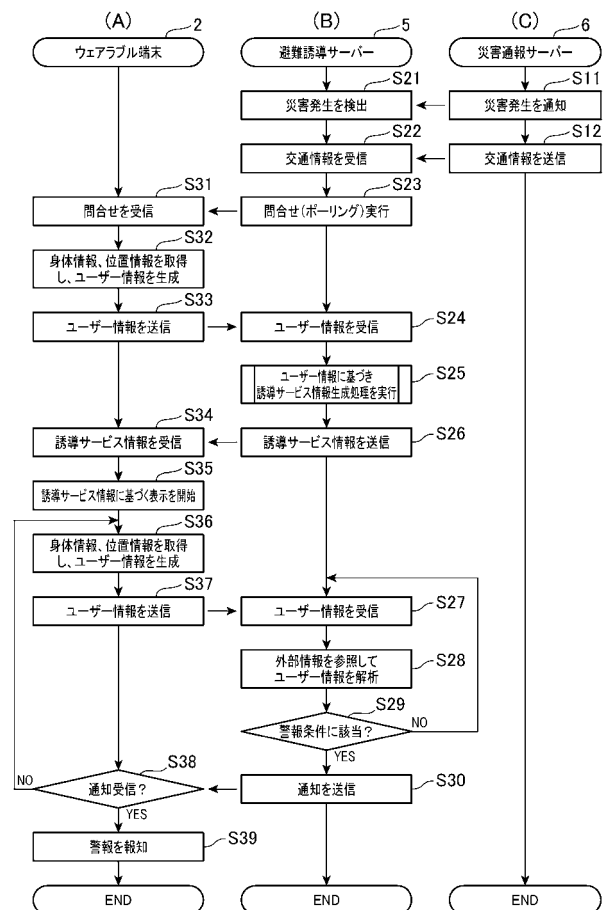 (A)
(B)
(C)
2
5
6
ウェアラブル端末
避難誘導サーバー
災害通報サーバー
S21
S11
災害発生を検出
災害発生を通知
S22
S12
交通情報を受信
交通情報を送信
S31
S23
問合せを受信
問合せ(ポーリング)実行
S32
身体情報、位置情報を取得
し、ユーザー情報を生成
S33
ユーザー情報を送信
ユーザー情報を受信
S24
ユーザー情報に基づき
誘導サービス情報生成処理を実行
S25
S34
誘導サービス情報を受信
誘導サービス情報を送信
S26
S35
誘導サービス情報に基づく表示を開始
S36
身体情報、位置情報を取得
し、ユーザー情報を生成
S37
ユーザー情報を送信
ユーザー情報を受信
S27
外部情報を参照して
ユーザー情報を解析
S28
S29
警報条件に該当?
NO
YES
S38
NO
通知受信?
通知を送信
S30
YES
警報を報知
S39
END
END
END